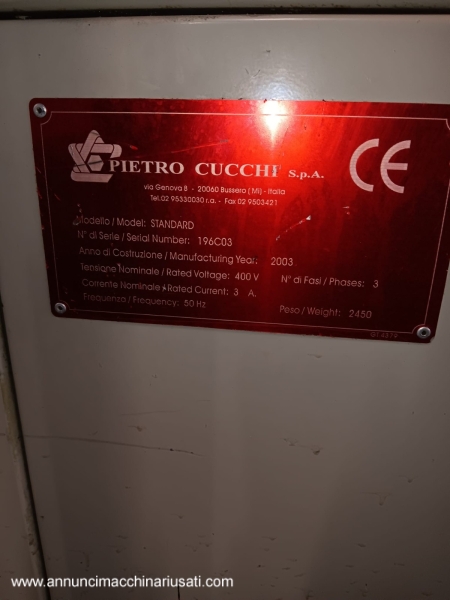 PIETRO CUCCHI S.p.A. CE
via Genova 8 - 20060 Bussero (MI) - Italia
Tel.02 95330030 r.a. - Fax 02 9503421
Modello / Model: STANDARD
N° di Serie / Serial Number: 196C03
Anno di Costruzione / Manufacturing Year: 2003
Tensione Nominale / Rated Voltage: 400 V N° di Fasi / Phases: 3
Corrente Nominale / Rated Current: 3 A.
Frequenza / Frequency: 50 Hz Peso / Weight: 2450
www.annuncimacchinariusati.com